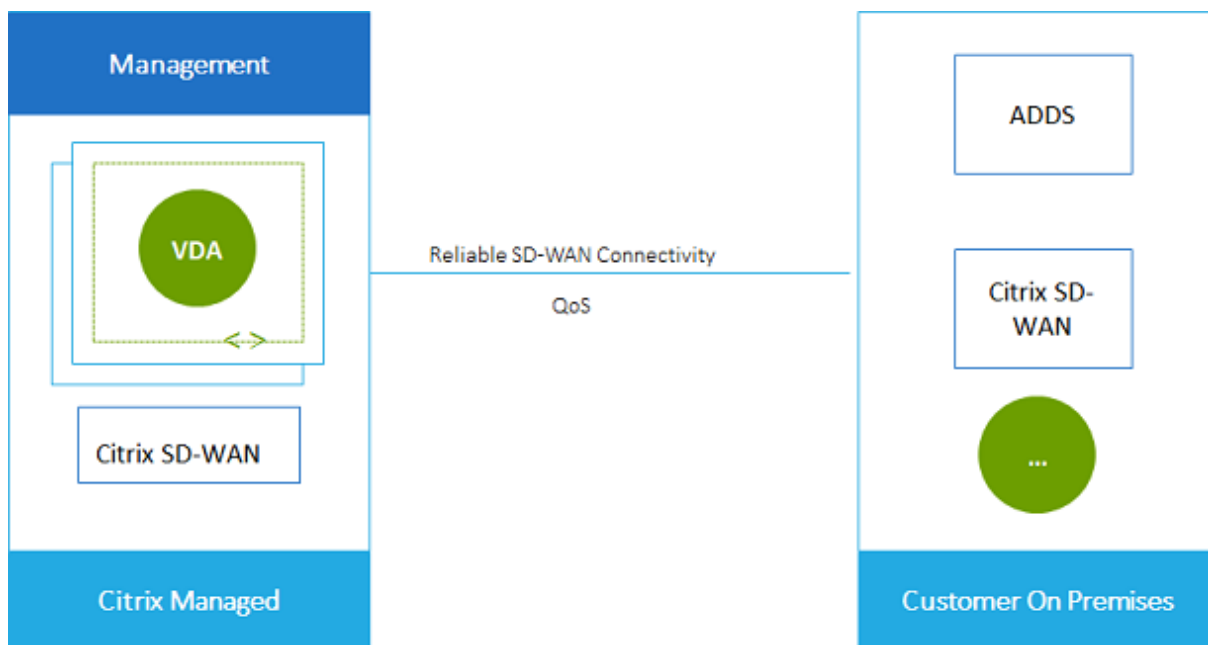 Management
VDA
<>
Citrix SD-WAN
Citrix Managed
Reliable SD-WAN Connectivity
QoS
ADDS
Citrix SD-
WAN
...
Customer On Premises